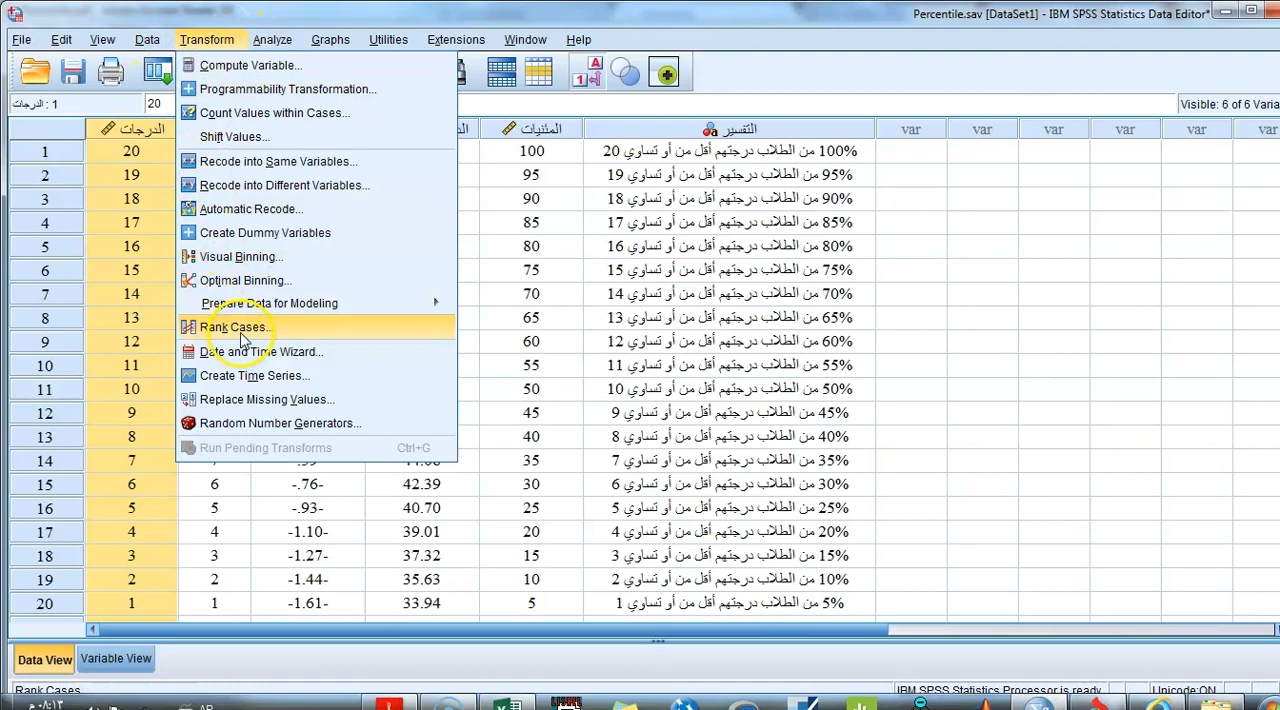 Percentile.sav [DataSet1] - IBM SPSS Statistics Data Editor*
File Edit View Data Transform Analyze Graphs Utilities Extensions Window Help
الدرجات : 1 20 Visible: 6 of 6 Varia
Compute Variable...
Programmability Transformation...
Count Values within Cases...
Shift Values...
Recode into Same Variables...
Recode into Different Variables...
Automatic Recode...
Create Dummy Variables
Visual Binning...
Optimal Binning...
Prepare Data for Modeling
Rank Cases...
Date and Time Wizard...
Create Time Series...
Replace Missing Values...
Random Number Generators...
Run Pending Transforms Ctrl+G
الدرجات المئنيات التفسير var var var var var var
1 20 100 100% من الطلاب درجتهم أقل من أو تساوي 20
2 19 95 95% من الطلاب درجتهم أقل من أو تساوي 19
3 18 90 90% من الطلاب درجتهم أقل من أو تساوي 18
4 17 85 85% من الطلاب درجتهم أقل من أو تساوي 17
5 16 80 80% من الطلاب درجتهم أقل من أو تساوي 16
6 15 75 75% من الطلاب درجتهم أقل من أو تساوي 15
7 14 70 70% من الطلاب درجتهم أقل من أو تساوي 14
8 13 65 65% من الطلاب درجتهم أقل من أو تساوي 13
9 12 60 60% من الطلاب درجتهم أقل من أو تساوي 12
10 11 55 55% من الطلاب درجتهم أقل من أو تساوي 11
11 10 50 50% من الطلاب درجتهم أقل من أو تساوي 10
12 9 45 45% من الطلاب درجتهم أقل من أو تساوي 9
13 8 40 40% من الطلاب درجتهم أقل من أو تساوي 8
14 7 35 35% من الطلاب درجتهم أقل من أو تساوي 7
15 6 6 -.76- 42.39 30 30% من الطلاب درجتهم أقل من أو تساوي 6
16 5 5 -.93- 40.70 25 25% من الطلاب درجتهم أقل من أو تساوي 5
17 4 4 -1.10- 39.01 20 20% من الطلاب درجتهم أقل من أو تساوي 4
18 3 3 -1.27- 37.32 15 15% من الطلاب درجتهم أقل من أو تساوي 3
19 2 2 -1.44- 35.63 10 10% من الطلاب درجتهم أقل من أو تساوي 2
20 1 1 -1.61- 33.94 5 5% من الطلاب درجتهم أقل من أو تساوي 1
Data View Variable View
Rank Cases IBM SPSS Statistics Processor is ready Unicode:ON
AR